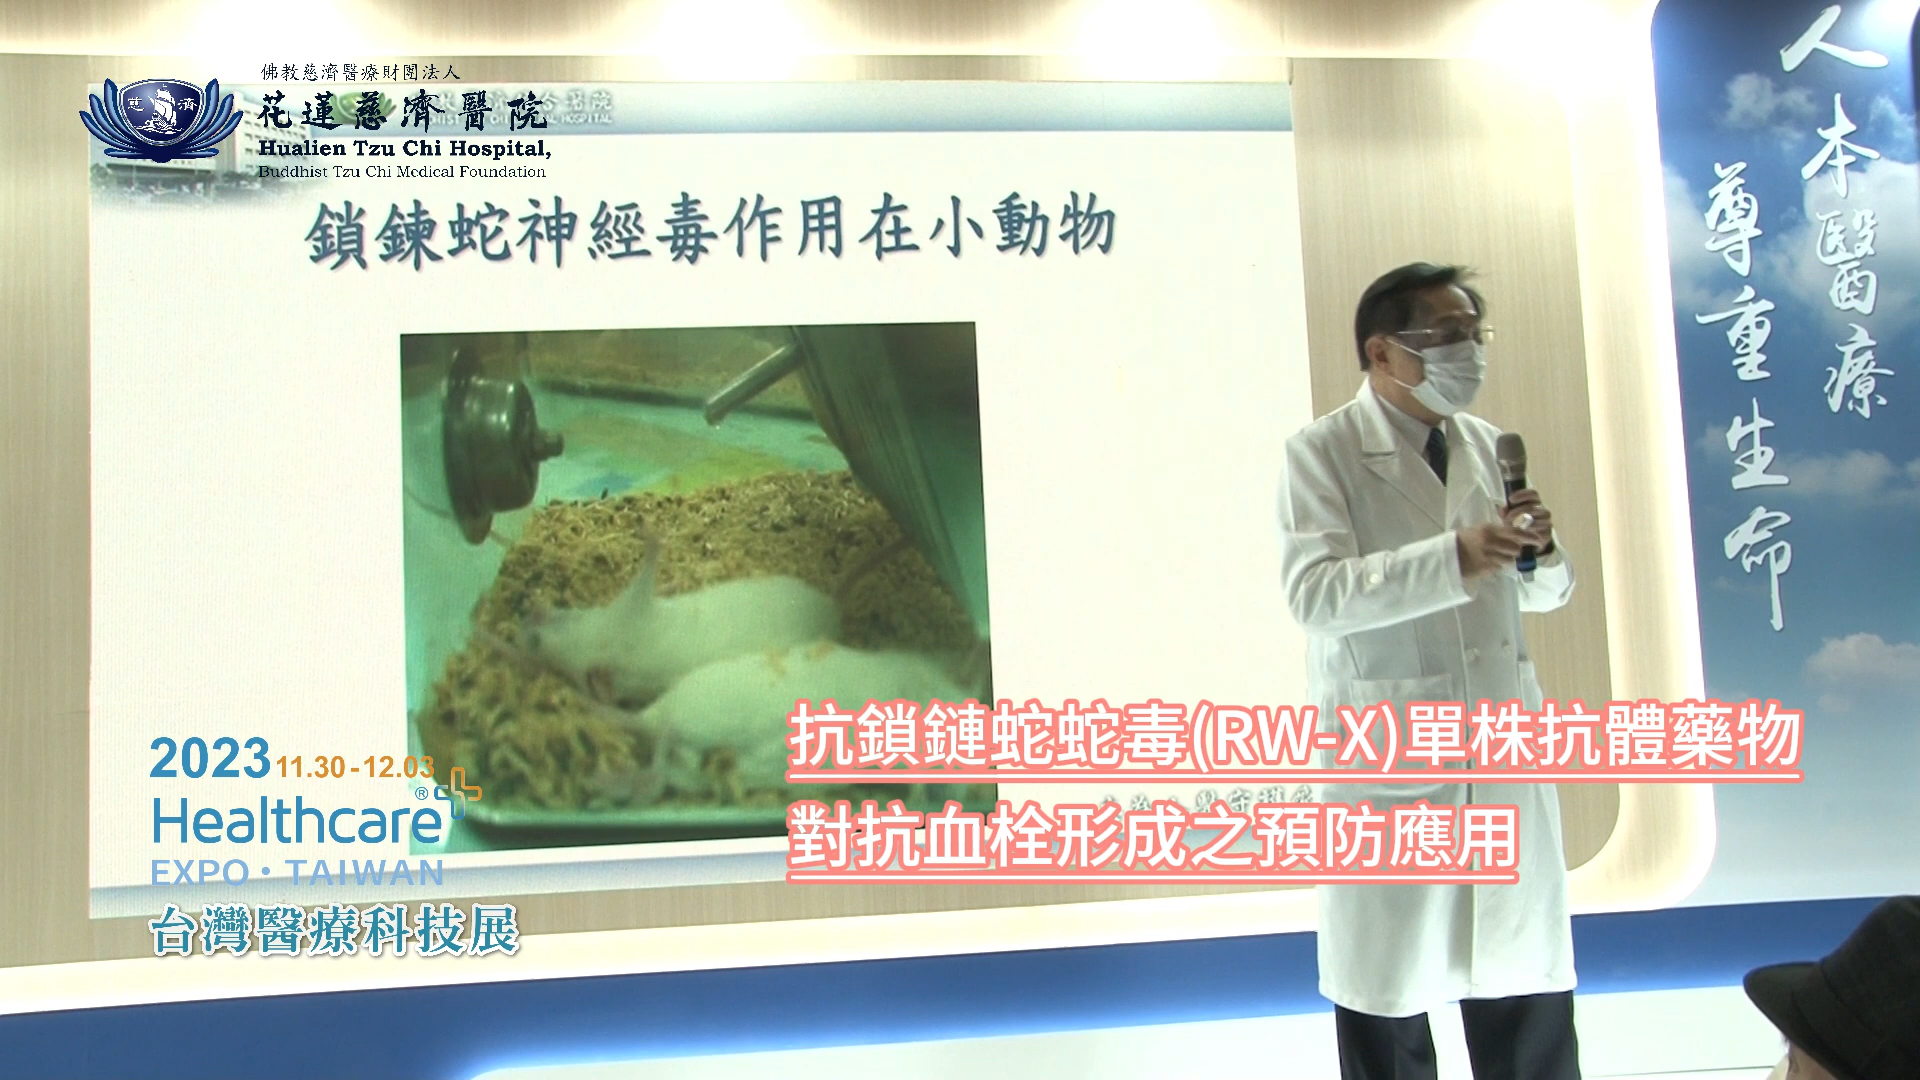 佛教慈濟醫療財團法人
花蓮慈濟醫院
Hualien Tzu Chi Hospital,
Buddhist Tzu Chi Medical Foundation
慈濟
鎖鍊蛇神經毒作用在小動物
人本醫療
尊重生命
抗鎖鏈蛇蛇毒(RW-X)單株抗體藥物
對抗血栓形成之預防應用
2023 11.30-12.03
Healthcare®
EXPO·TAIWAN
台灣醫療科技展